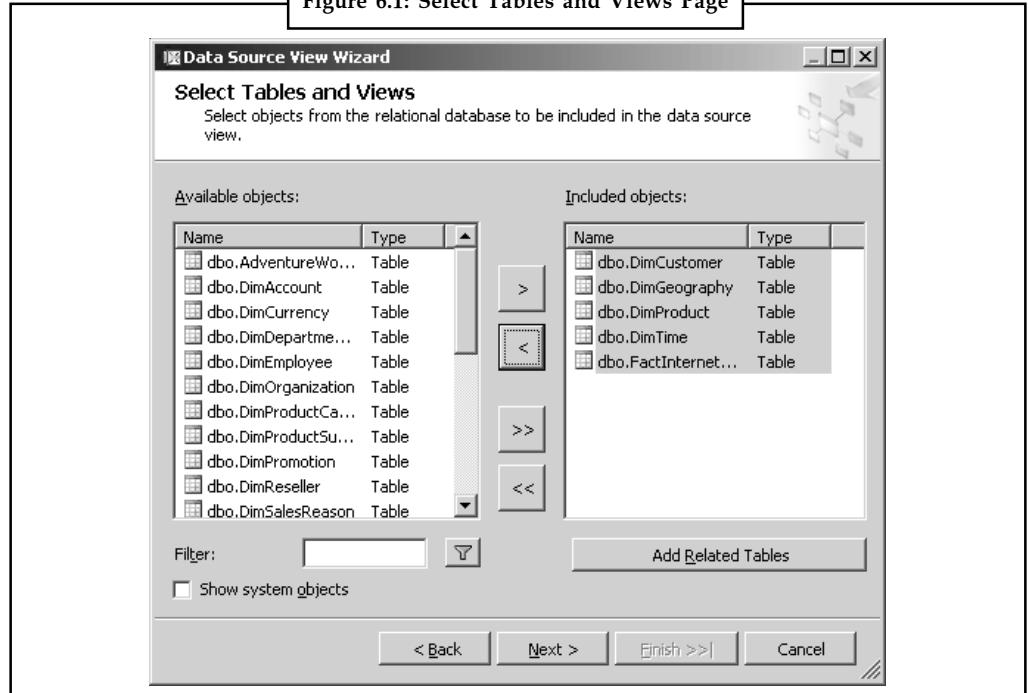 Figure 6.1: Select Tables and Views Page
Data Source View Wizard
Select Tables and Views
Select objects from the relational database to be included in the data source
view.
Available objects:
Name Type
dbo.AdventureWo... Table
dbo.DimAccount Table
dbo.DimCurrency Table
dbo.DimDepartme... Table
dbo.DimEmployee Table
dbo.DimOrganization Table
dbo.DimProductCa... Table
dbo.DimProductSu... Table
dbo.DimPromotion Table
dbo.DimReseller Table
dbo.DimSalesReason Table
Filter:
Show system objects
>
<
>>
<<
Included objects:
Name Type
dbo.DimCustomer Table
dbo.DimGeography Table
dbo.DimProduct Table
dbo.DimTime Table
dbo.FactInternet... Table
Add Related Tables
< Back
Next >
Finish >>|
Cancel